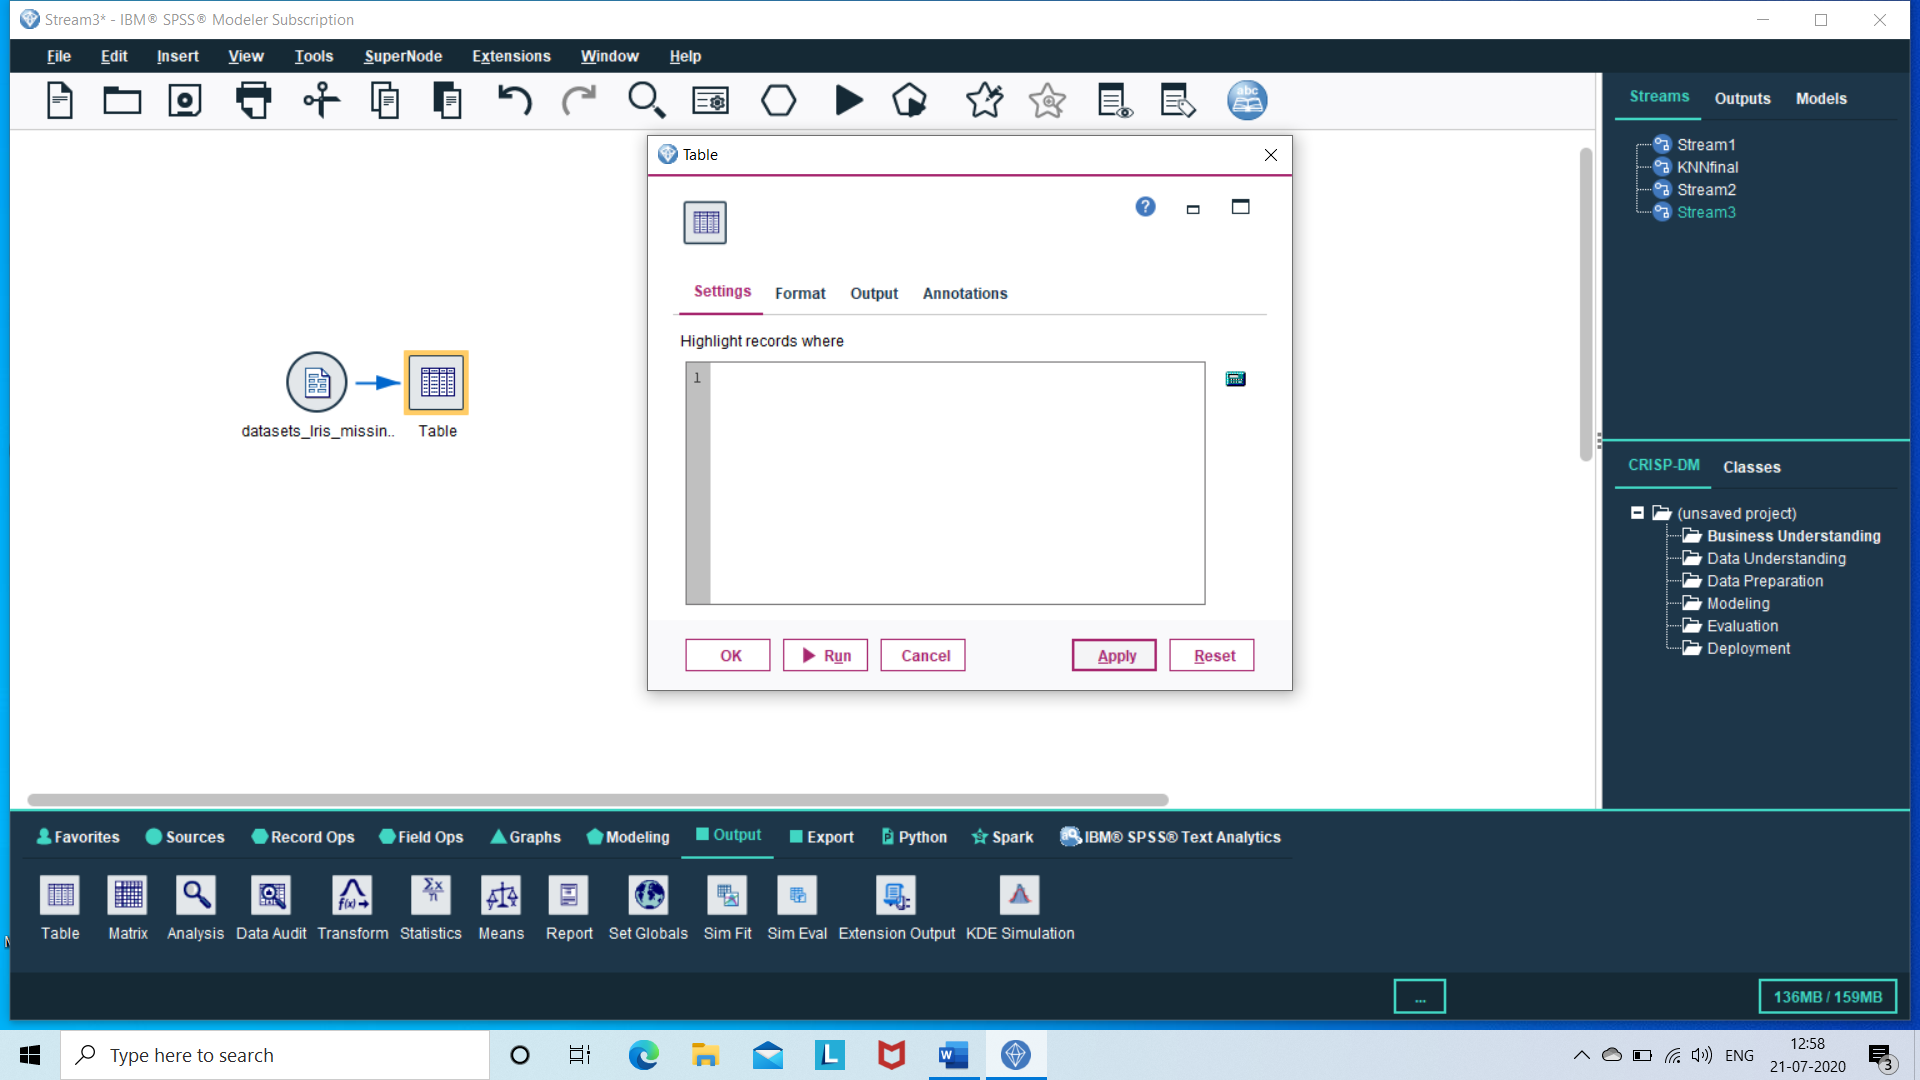 Stream3* - IBM® SPSS® Modeler Subscription
File Edit Insert View Tools SuperNode Extensions Window Help
abc
Streams Outputs Models
Stream1
KNNfinal
Stream2
Stream3
Table
?
Settings Format Output Annotations
Highlight records where
1
OK Run Cancel Apply Reset
datasets_Iris_missin.. Table
CRISP-DM Classes
(unsaved project)
Business Understanding
Data Understanding
Data Preparation
Modeling
Evaluation
Deployment
Favorites Sources Record Ops Field Ops Graphs Modeling Output Export Python Spark IBM® SPSS® Text Analytics
f(x) Σx n
Table Matrix Analysis Data Audit Transform Statistics Means Report Set Globals Sim Fit Sim Eval Extension Output KDE Simulation
... 136MB / 159MB
Type here to search
L W
ENG
12:58
21-07-2020
3